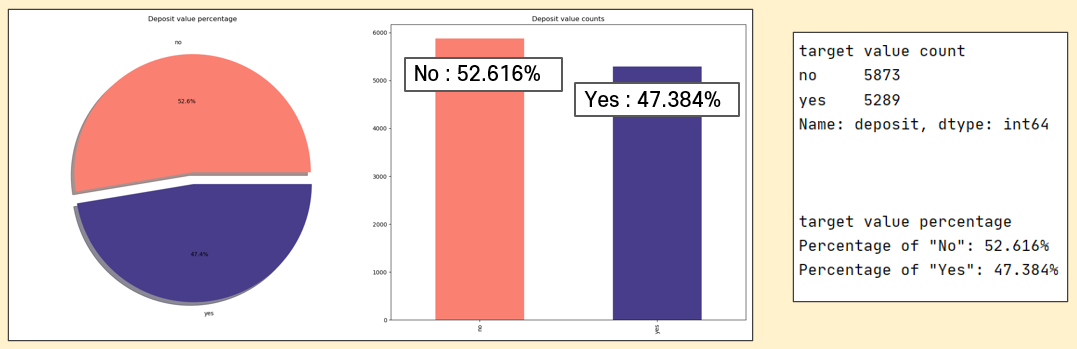 Deposit value percentage
no
52.6%
47.4%
yes
Deposit value counts
6000
5000
4000
3000
2000
1000
0
No : 52.616%
Yes : 47.384%
no
yes
target value count
no 5873
yes 5289
Name: deposit, dtype: int64
target value percentage
Percentage of "No": 52.616%
Percentage of "Yes": 47.384%